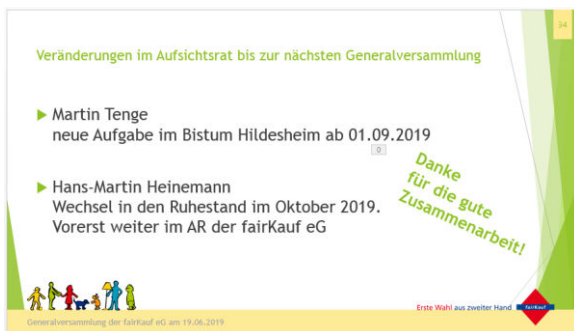 34
Veränderungen im Aufsichtsrat bis zur nächsten Generalversammlung
Martin Tenge
neue Aufgabe im Bistum Hildesheim ab 01.09.2019
0
Hans-Martin Heinemann
Wechsel in den Ruhestand im Oktober 2019.
Vorerst weiter im AR der fairKauf eG
Danke
für die gute
Zusammenarbeit!
Erste Wahl aus zweiter Hand
fairKauf
Generalversammlung der fairKauf eG am 19.06.2019